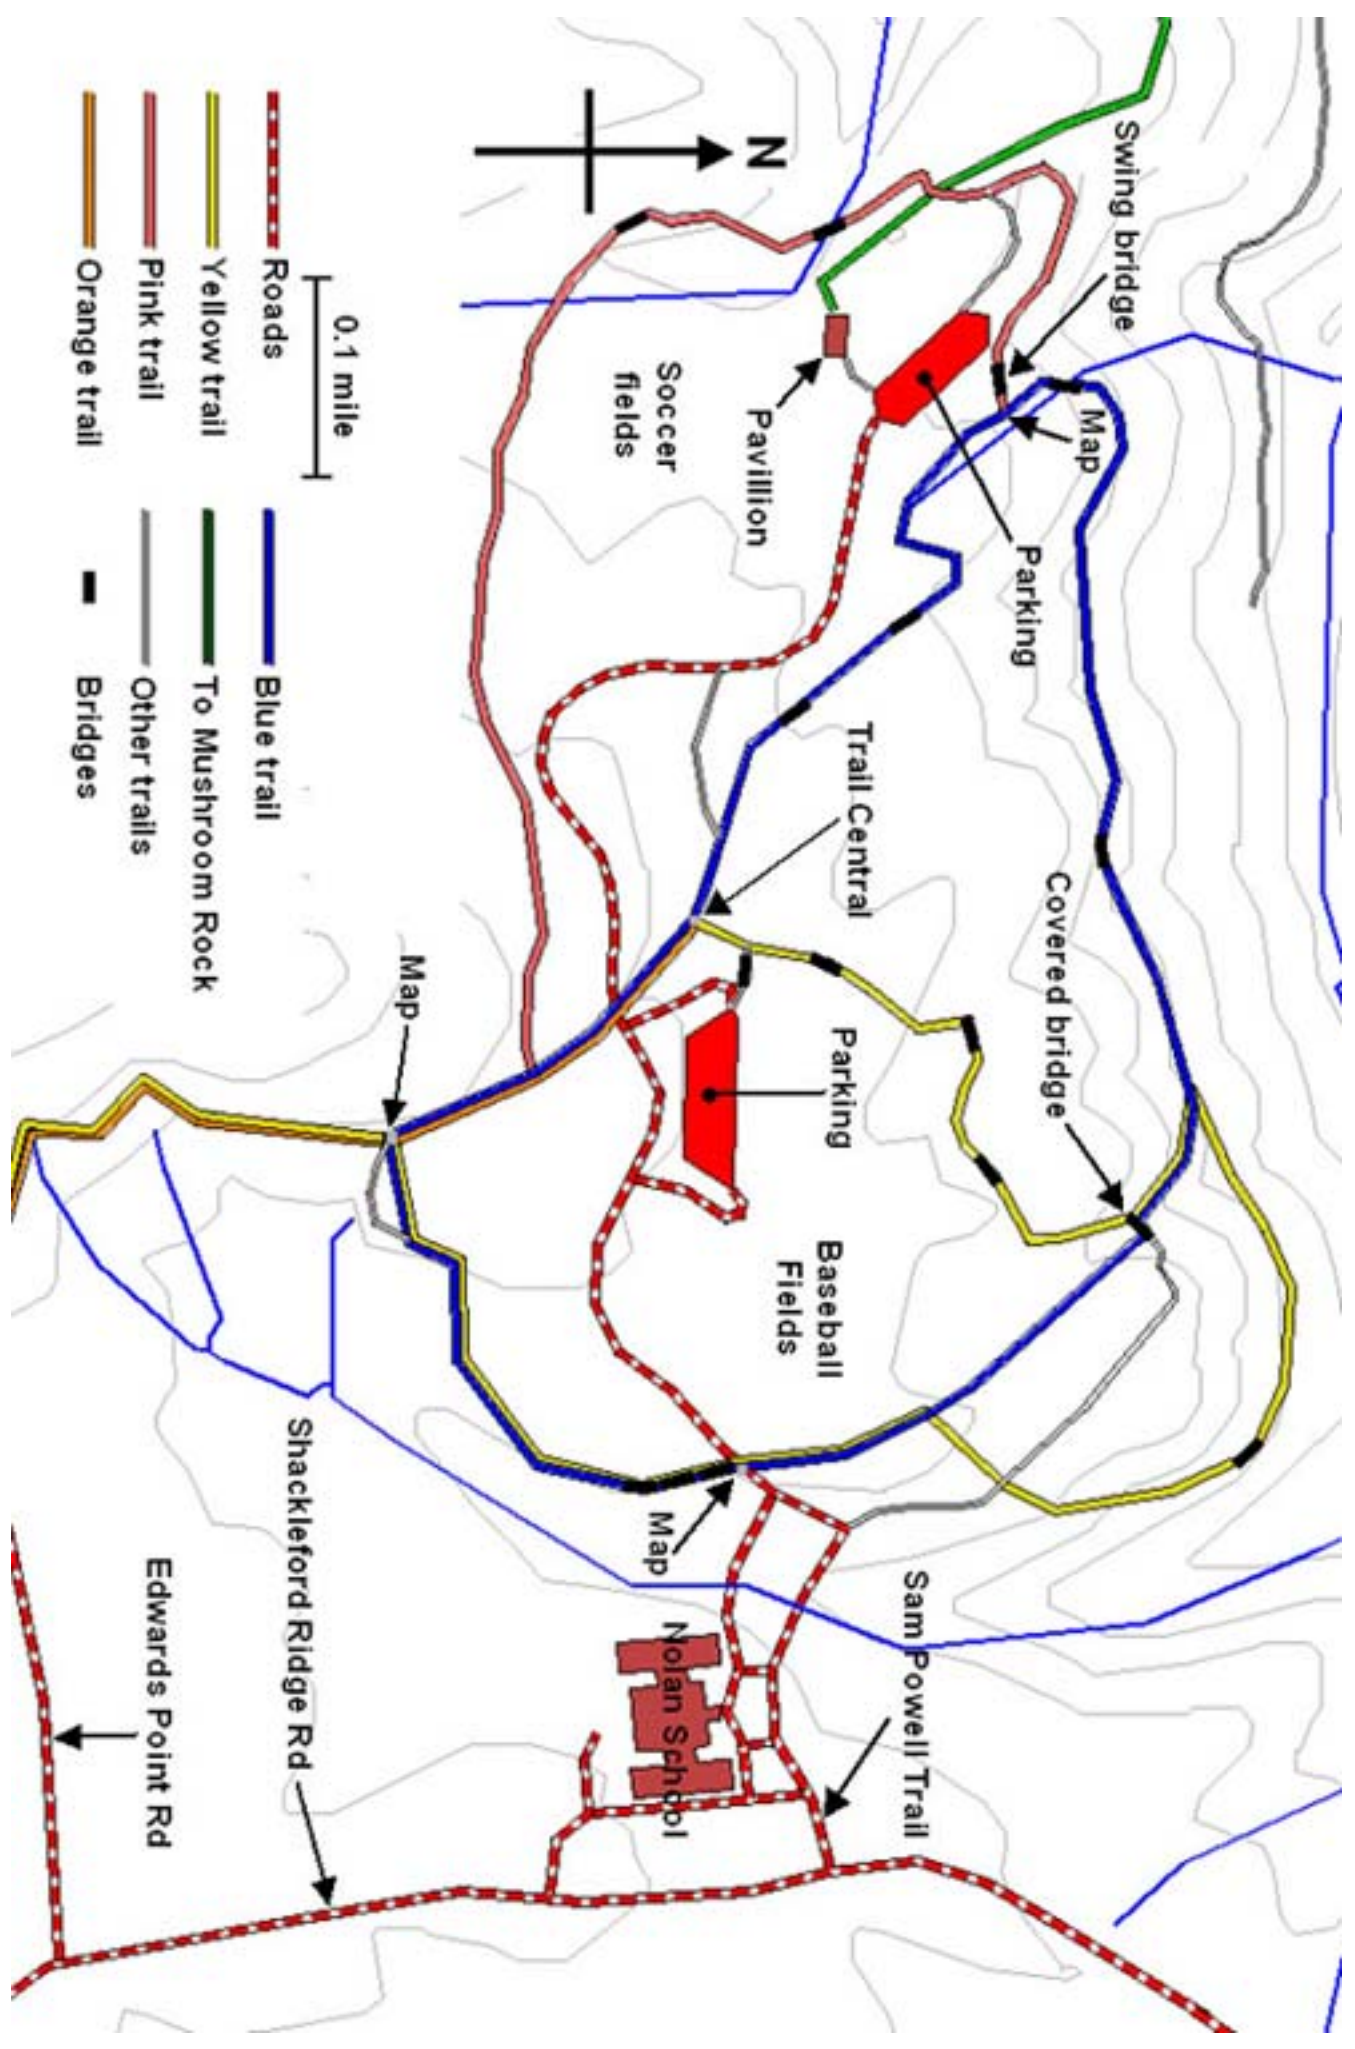 Swing bridge
N
Map
Parking
Pavillion
Soccer
fields
0.1 mile
Roads
Yellow trail
Pink trail
Orange trail
Blue trail
To Mushroom Rock
Other trails
Bridges
Trail Central
Covered bridge
Map
Parking
Baseball
Fields
Map
Sam Powell Trail
Nolan School
Shackleford Ridge Rd
Edwards Point Rd